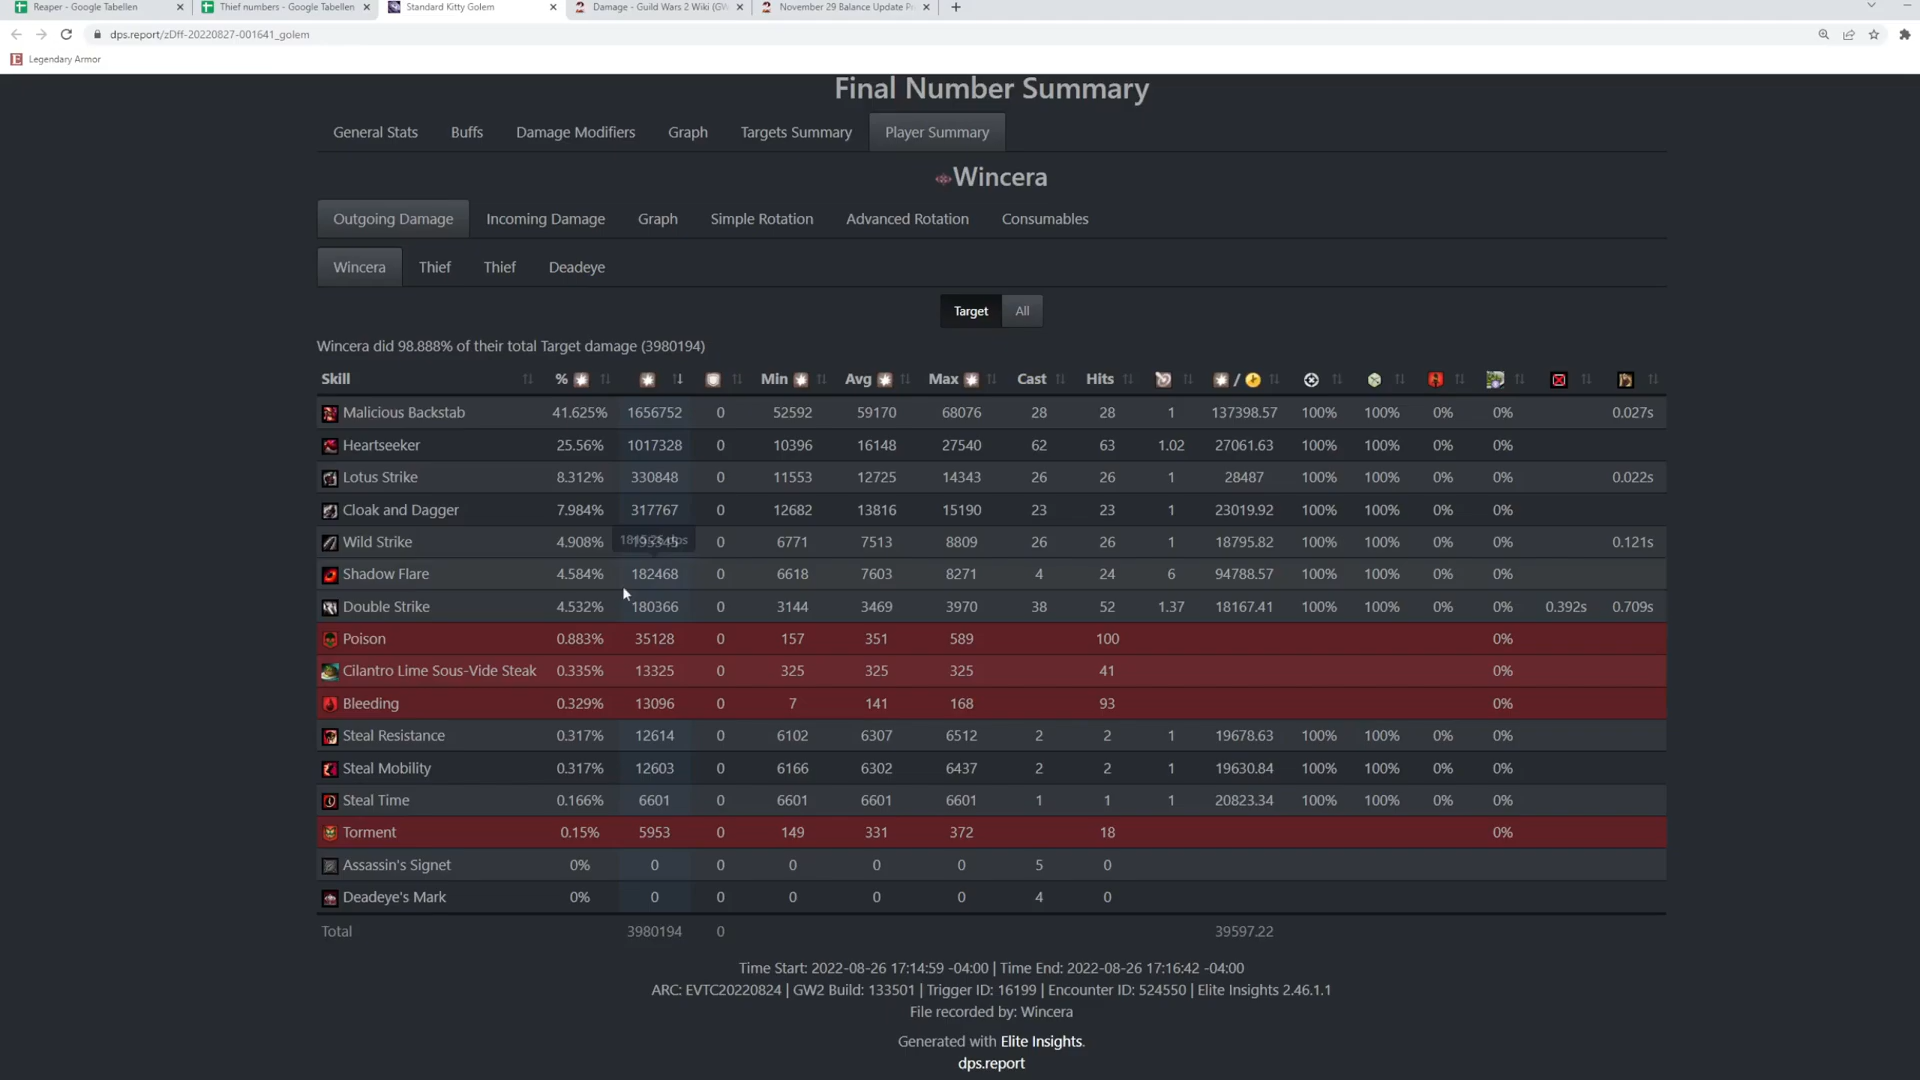 Reaper - Google Tabellen
Thief numbers - Google Tabellen
Standard Kitty Golem
Damage - Guild Wars 2 Wiki (GW
November 29 Balance Update P
dps.report/zDff-20220827-001641_golem
Legendary Armor
Final Number Summary
General Stats Buffs Damage Modifiers Graph Targets Summary Player Summary
Wincera
Outgoing Damage Incoming Damage Graph Simple Rotation Advanced Rotation Consumables
Wincera Thief Thief Deadeye
Target All
Wincera did 98.888% of their total Target damage (3980194)
Skill % Min Avg Max Cast Hits /
Malicious Backstab 41.625% 1656752 0 52592 59170 68076 28 28 1 137398.57 100% 100% 0% 0% 0.027s
Heartseeker 25.56% 1017328 0 10396 16148 27540 62 63 1.02 27061.63 100% 100% 0% 0%
Lotus Strike 8.312% 330848 0 11553 12725 14343 26 26 1 28487 100% 100% 0% 0% 0.022s
Cloak and Dagger 7.984% 317767 0 12682 13816 15190 23 23 1 23019.92 100% 100% 0% 0%
Wild Strike 4.908% 0 6771 7513 8809 26 26 1 18795.82 100% 100% 0% 0% 0.121s
Shadow Flare 4.584% 182468 0 6618 7603 8271 4 24 6 94788.57 100% 100% 0% 0%
Double Strike 4.532% 180366 0 3144 3469 3970 38 52 1.37 18167.41 100% 100% 0% 0% 0.392s 0.709s
Poison 0.883% 35128 0 157 351 589 100 0%
Cilantro Lime Sous-Vide Steak 0.335% 13325 0 325 325 325 41 0%
Bleeding 0.329% 13096 0 7 141 168 93 0%
Steal Resistance 0.317% 12614 0 6102 6307 6512 2 2 1 19678.63 100% 100% 0% 0%
Steal Mobility 0.317% 12603 0 6166 6302 6437 2 2 1 19630.84 100% 100% 0% 0%
Steal Time 0.166% 6601 0 6601 6601 6601 1 1 1 20823.34 100% 100% 0% 0%
Torment 0.15% 5953 0 149 331 372 18 0%
Assassin's Signet 0% 0 0 0 0 0 5 0
Deadeye's Mark 0% 0 0 0 0 0 4 0
Total 3980194 0 39597.22
Time Start: 2022-08-26 17:14:59 -04:00 | Time End: 2022-08-26 17:16:42 -04:00
ARC: EVTC20220824 | GW2 Build: 133501 | Trigger ID: 16199 | Encounter ID: 524550 | Elite Insights 2.46.1.1
File recorded by: Wincera
Generated with Elite Insights.
dps.report